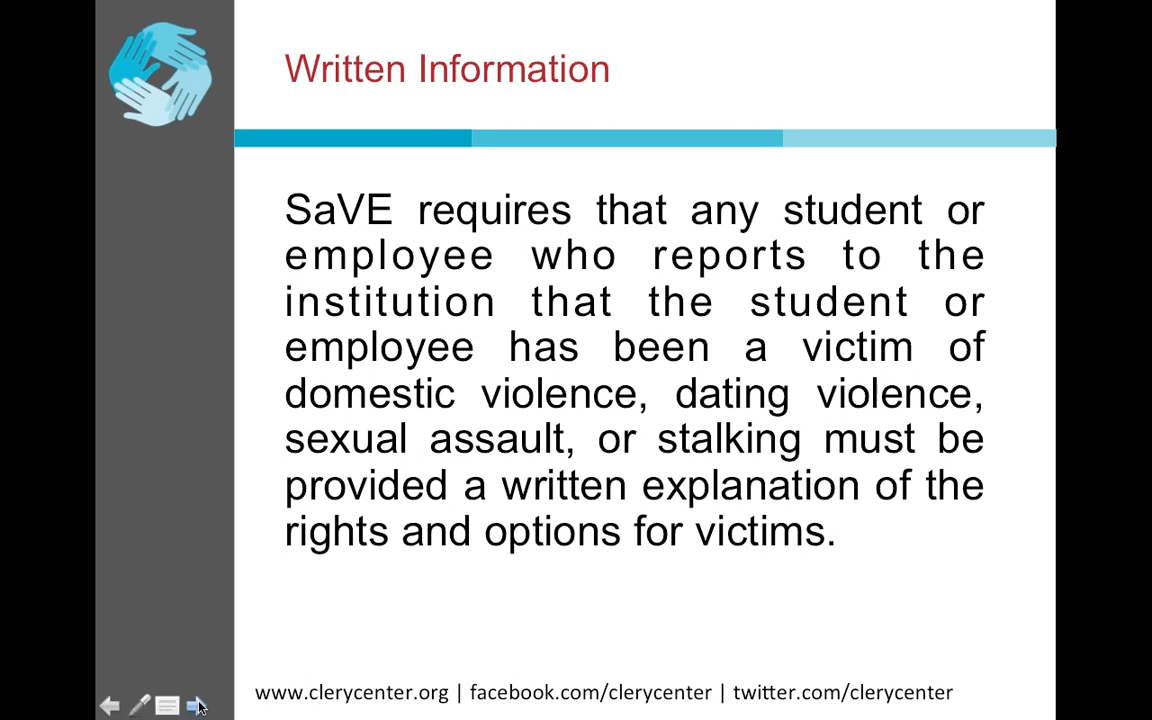 Written Information
SaVE requires that any student or
employee who reports to the
institution that the student or
employee has been a victim of
domestic violence, dating violence,
sexual assault, or stalking must be
provided a written explanation of the
rights and options for victims.
www.clerycenter.org | facebook.com/clerycenter | twitter.com/clerycenter